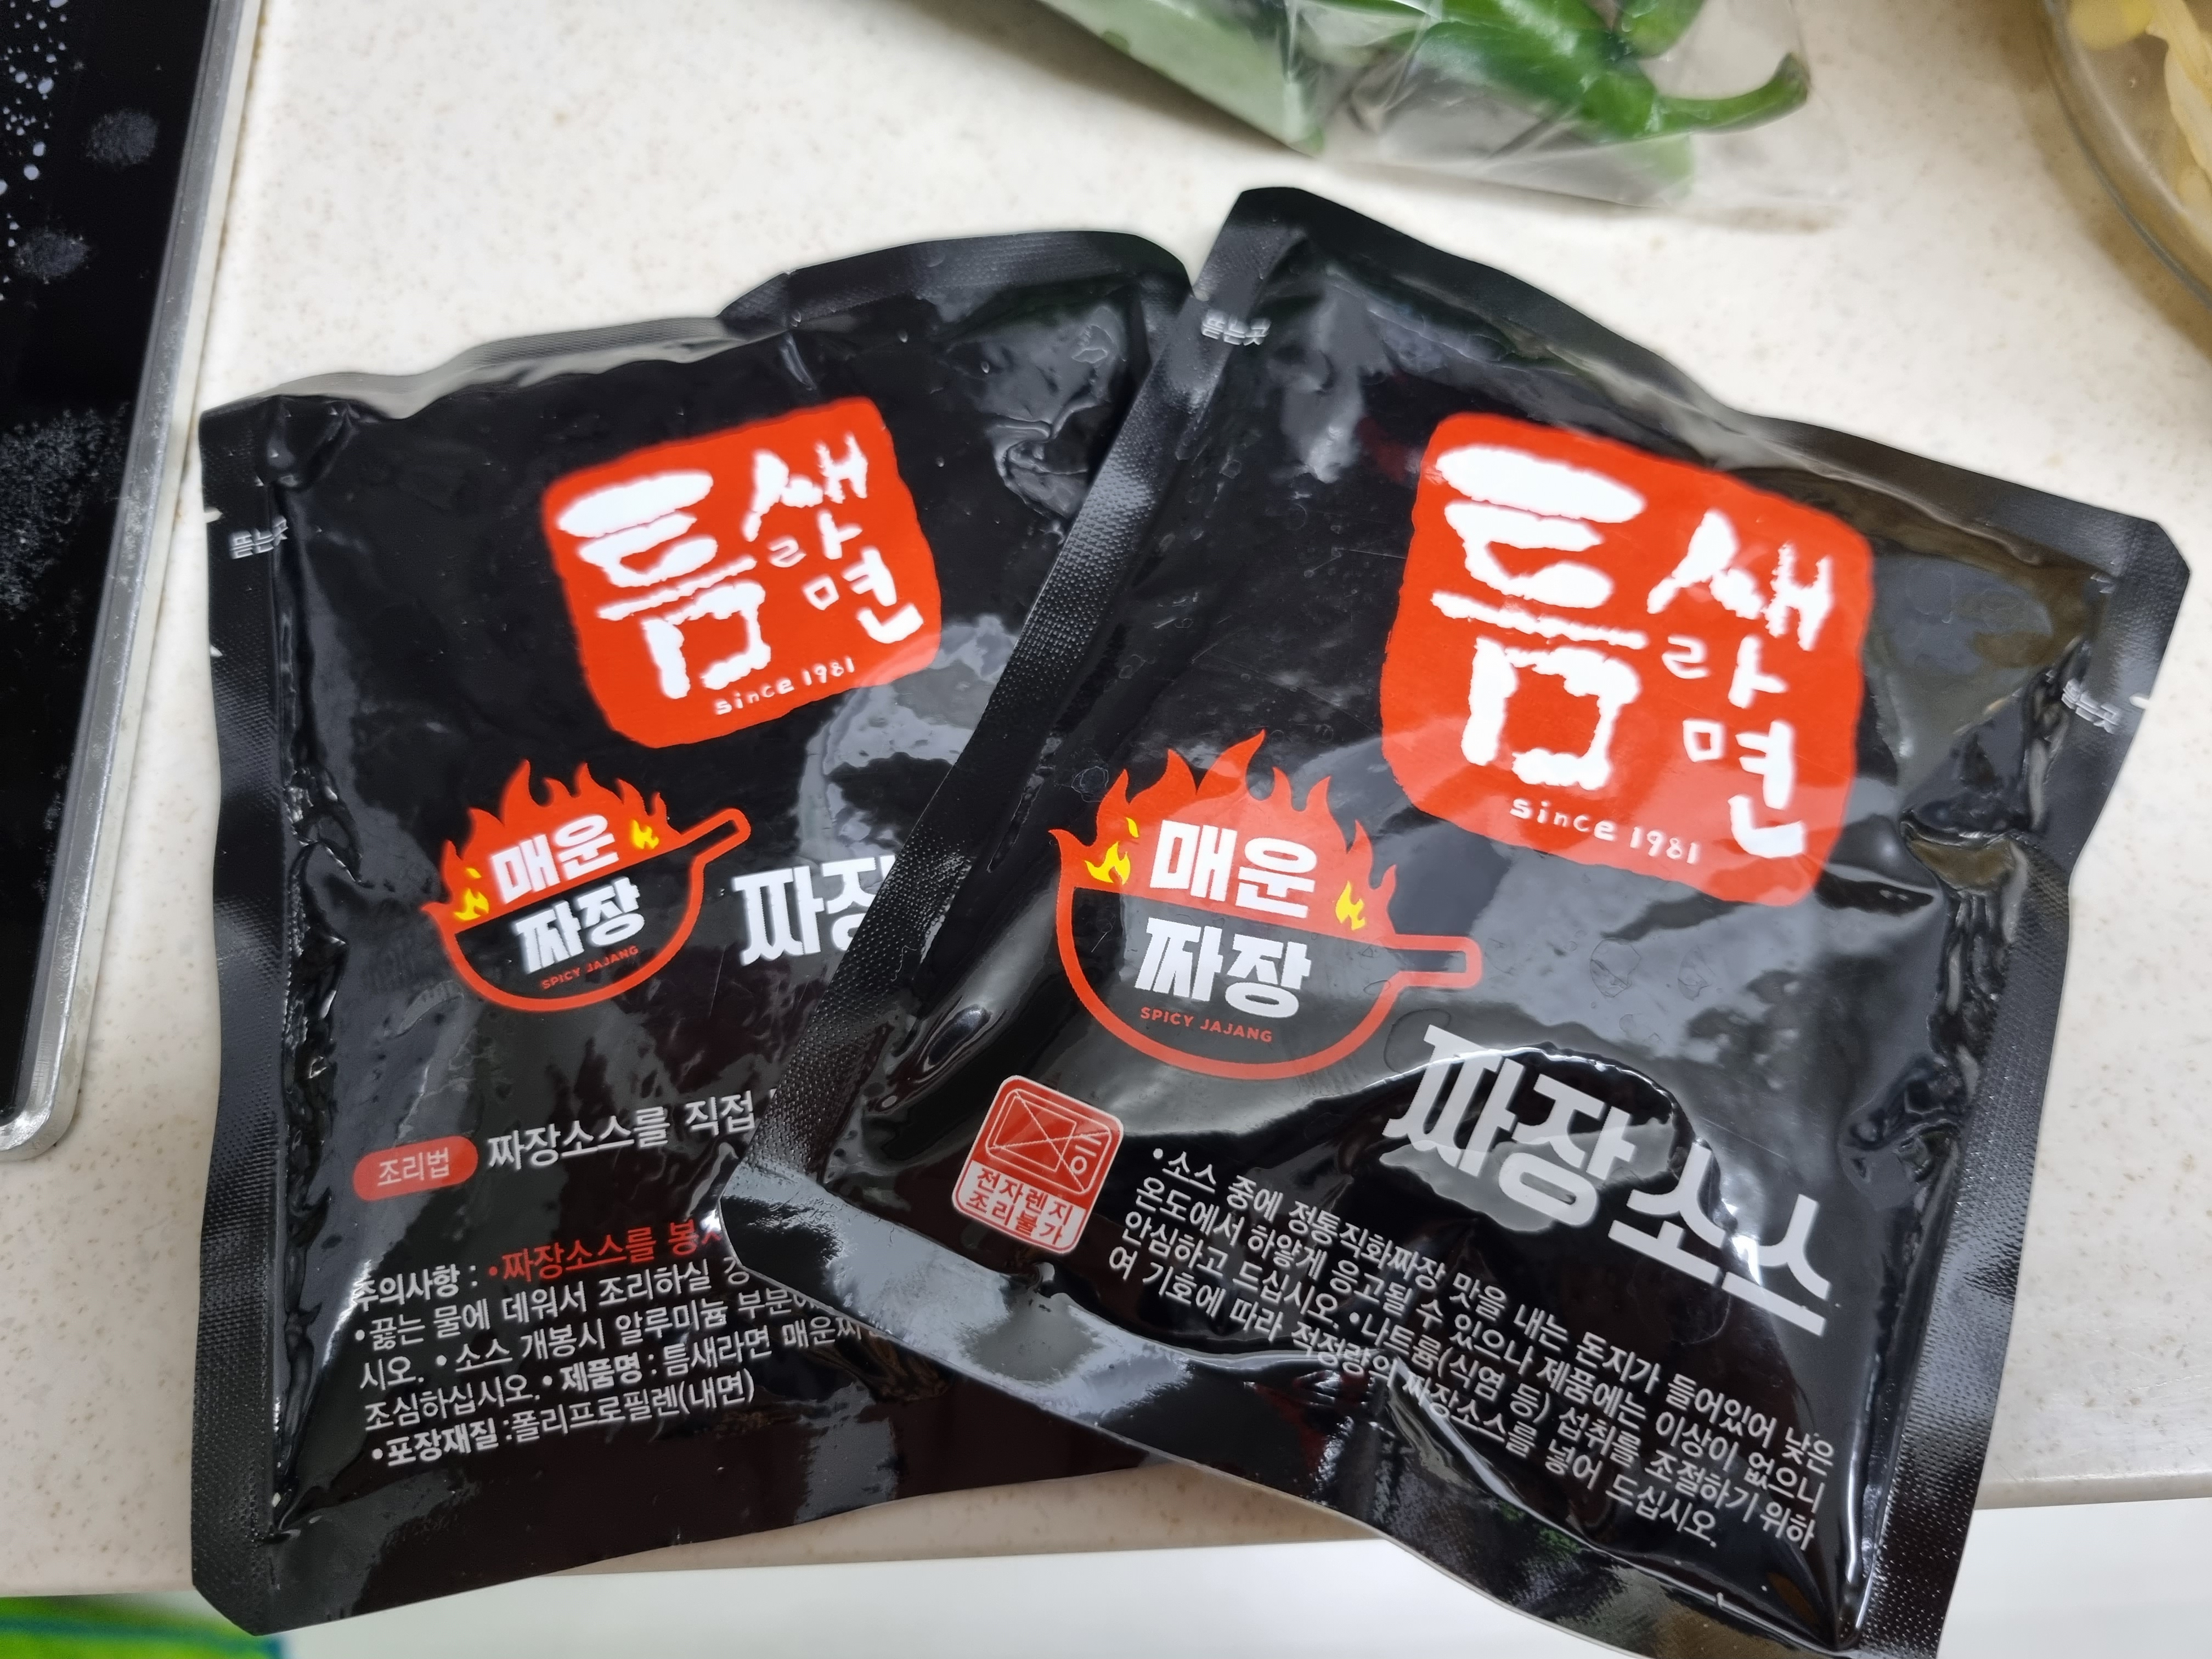 뜯는곳
틈새
라면
since 1981
매운
짜장
SPICY JAJANG
짜장
조리법 짜장소스를 직접
주의사항 : •짜장소스를 봉
•끓는 물에 데워서 조리하실
시오. •소스 개봉시 알루미늄 부분
조심하십시오. •제품명 : 틈새라면 매운짜
•포장재질 : 폴리프로필렌(내면)
뜯는곳
뜯는곳
틈새
라면
since 1981
매운
짜장
SPICY JAJANG
짜장소스
전자렌지
조리불가
•소스 중에 정통직화짜장 맛을 내는 돈지가 들어있어 낮은
온도에서 하얗게 응고될 수 있으나 제품에는 이상이 없으니
안심하고 드십시오. •나트륨(식염 등) 섭취를 조절하기 위하
여 기호에 따라 적정량의 짜장소스를 넣어 드십시오.